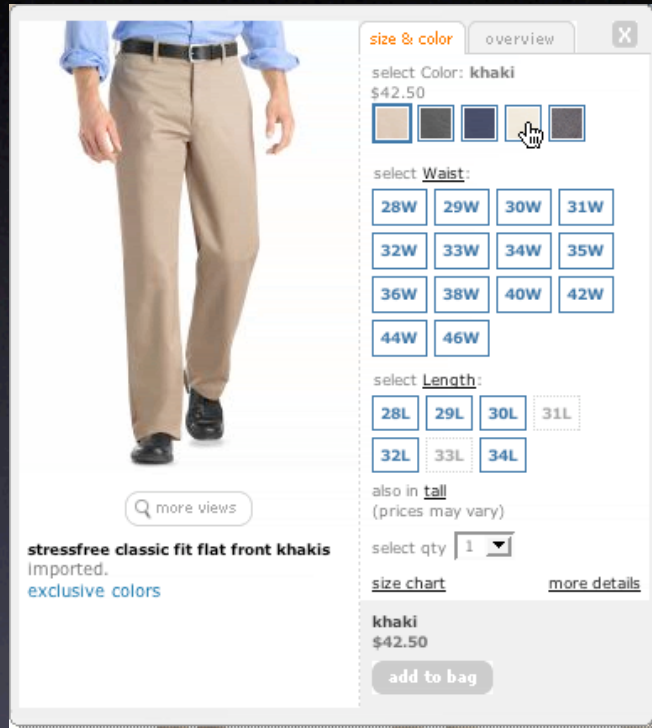 size & color
overview
X
select Color: khaki
$42.50
select Waist:
28W 29W 30W 31W
32W 33W 34W 35W
36W 38W 40W 42W
44W 46W
select Length:
28L 29L 30L 31L
32L 33L 34L
also in tall
(prices may vary)
select qty 1
size chart more details
khaki
$42.50
add to bag
more views
stressfree classic fit flat front khakis
imported.
exclusive colors